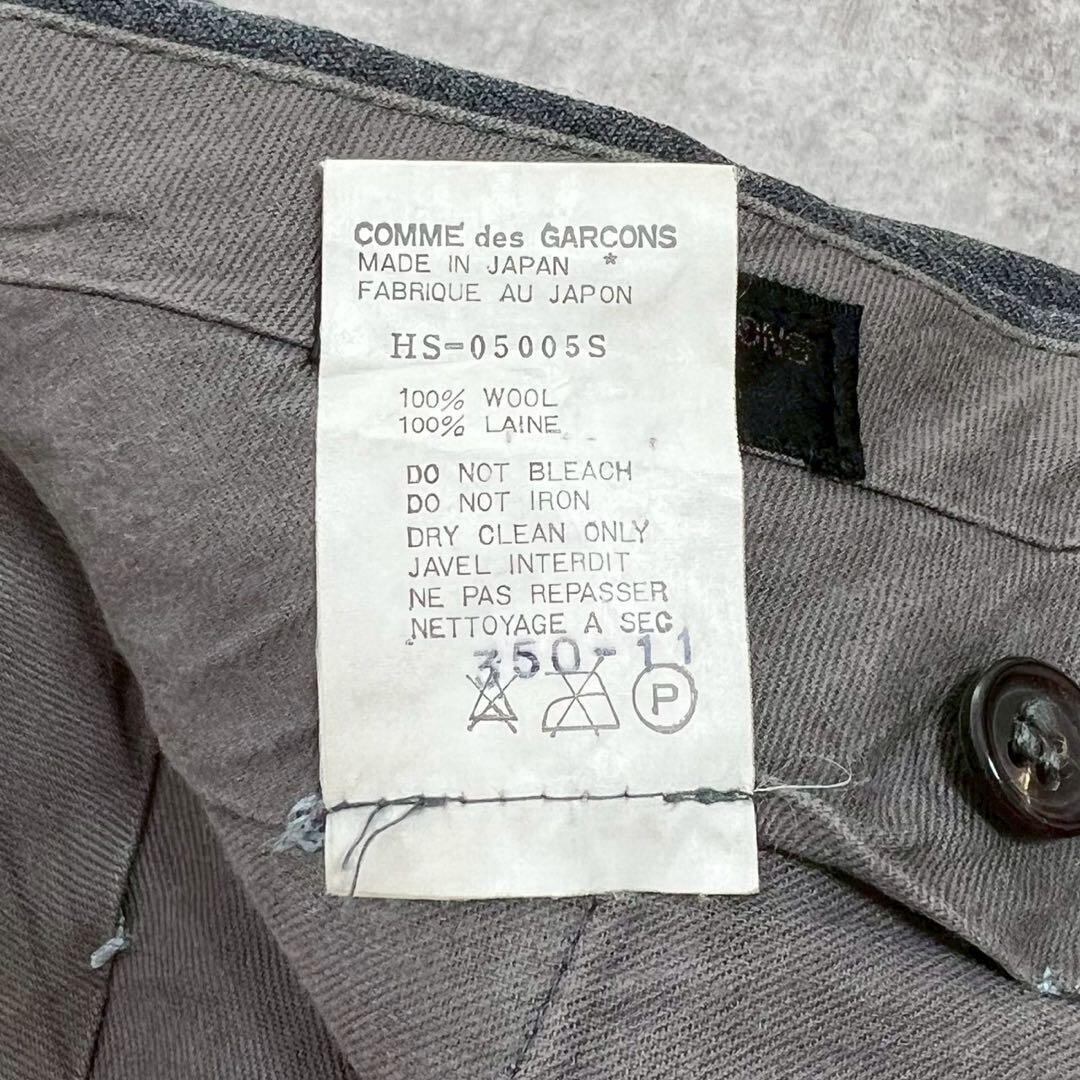 COMME des GARCONS
MADE IN JAPAN *
FABRIQUE AU JAPON
HS-05005S
100% WOOL
100% LAINE
DO NOT BLEACH
DO NOT IRON
DRY CLEAN ONLY
JAVEL INTERDIT
NE PAS REPASSER
NETTOYAGE A SEC
350-11
P